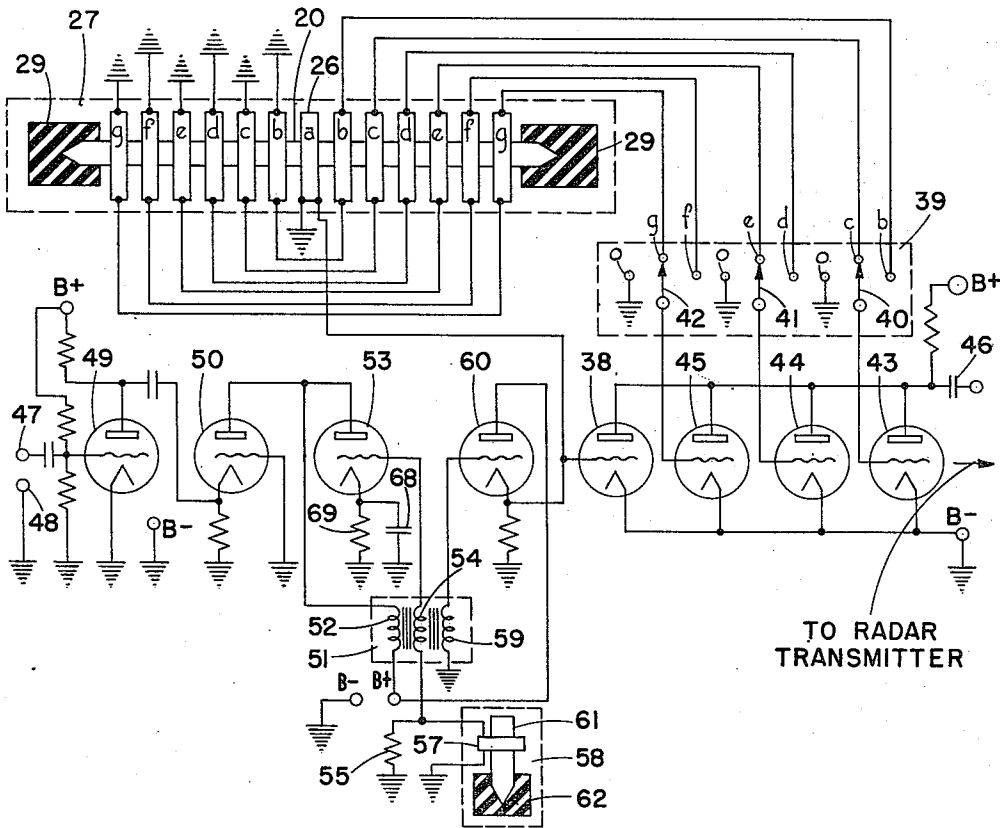 27
20
26
29
g f e d c b a b c d e f g
29
g f e d c b
39
O O O
B+
42 41 40
B+
46
49 50 53 60 38 45 44 43
47
48
B-
69
68
B-
54
52
51
59
TO RADAR
TRANSMITTER
B- B+
61
57
58
55
62